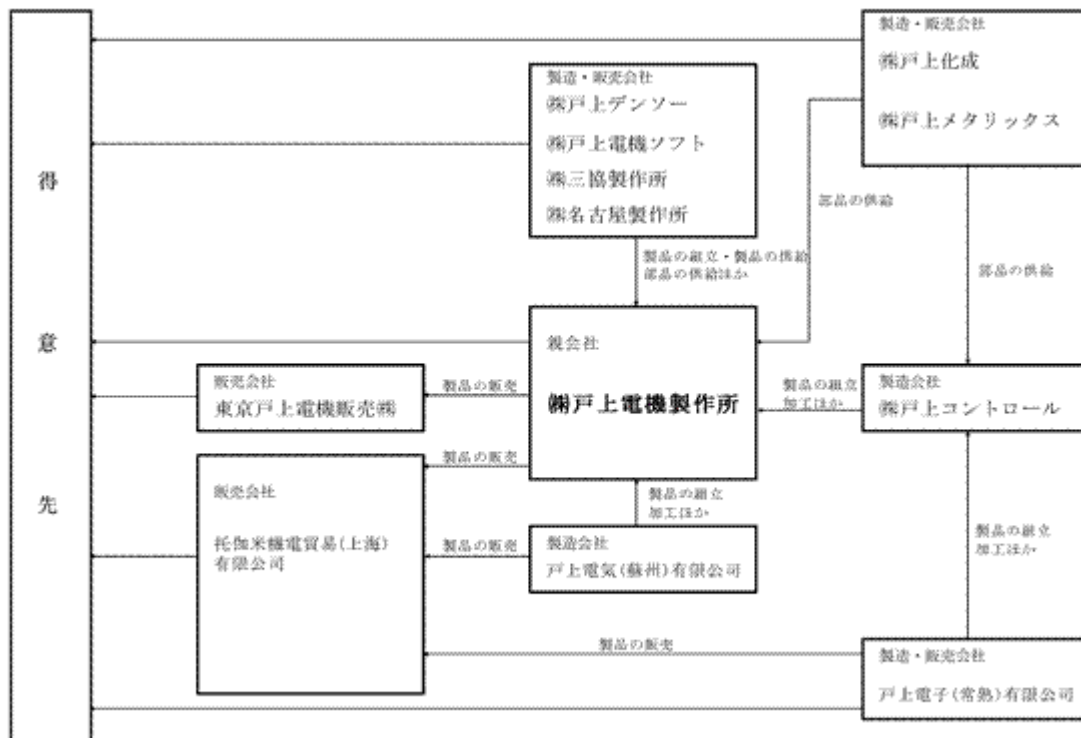 製造・販売会社
㈱戸上化成
㈱戸上メタリックス
製造・販売会社
㈱戸上デンソー
㈱戸上電機ソフト
㈱三協製作所
㈱名古屋製作所
得
意
先
部品の供給
製品の組立・製品の供給
部品の供給ほか
部品の供給
親会社
㈱戸上電機製作所
販売会社
東京戸上電機販売㈱
製品の販売
製品の組立
加工ほか
製造会社
㈱戸上コントロール
製品の販売
販売会社
托伽米機電貿易(上海)
有限公司
製品の組立
加工ほか
製品の販売
製造会社
戸上電気(蘇州)有限公司
製品の組立
加工ほか
製品の販売
製造・販売会社
戸上電子(常熟)有限公司